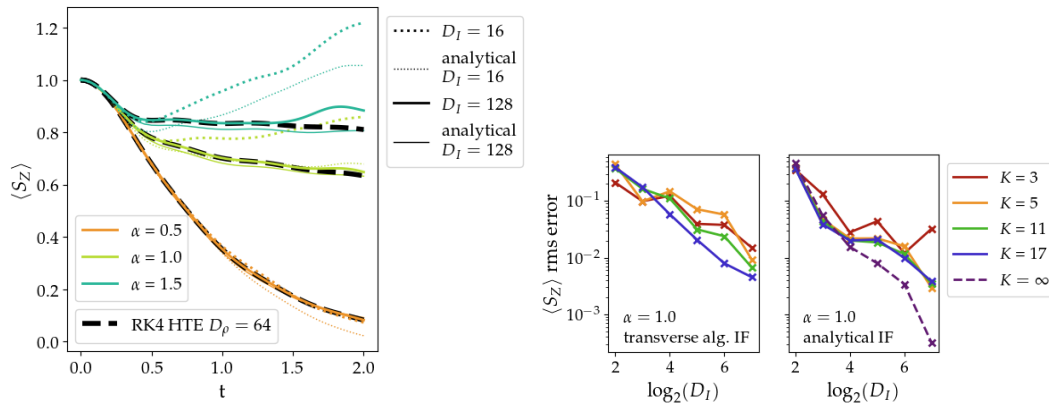 ⟨S_Z⟩
1.2
1.0
0.8
0.6
0.4
0.2
0.0
0.0 0.5 1.0 1.5 2.0
t
α = 0.5
α = 1.0
α = 1.5
RK4 HTE D_ρ = 64
D_I = 16
analytical
D_I = 16
D_I = 128
analytical
D_I = 128
⟨S_Z⟩ rms error
10⁻¹
10⁻²
10⁻³
α = 1.0
transverse alg. IF
2 4 6
log₂(D_I)
α = 1.0
analytical IF
2 4 6
log₂(D_I)
K = 3
K = 5
K = 11
K = 17
K = ∞